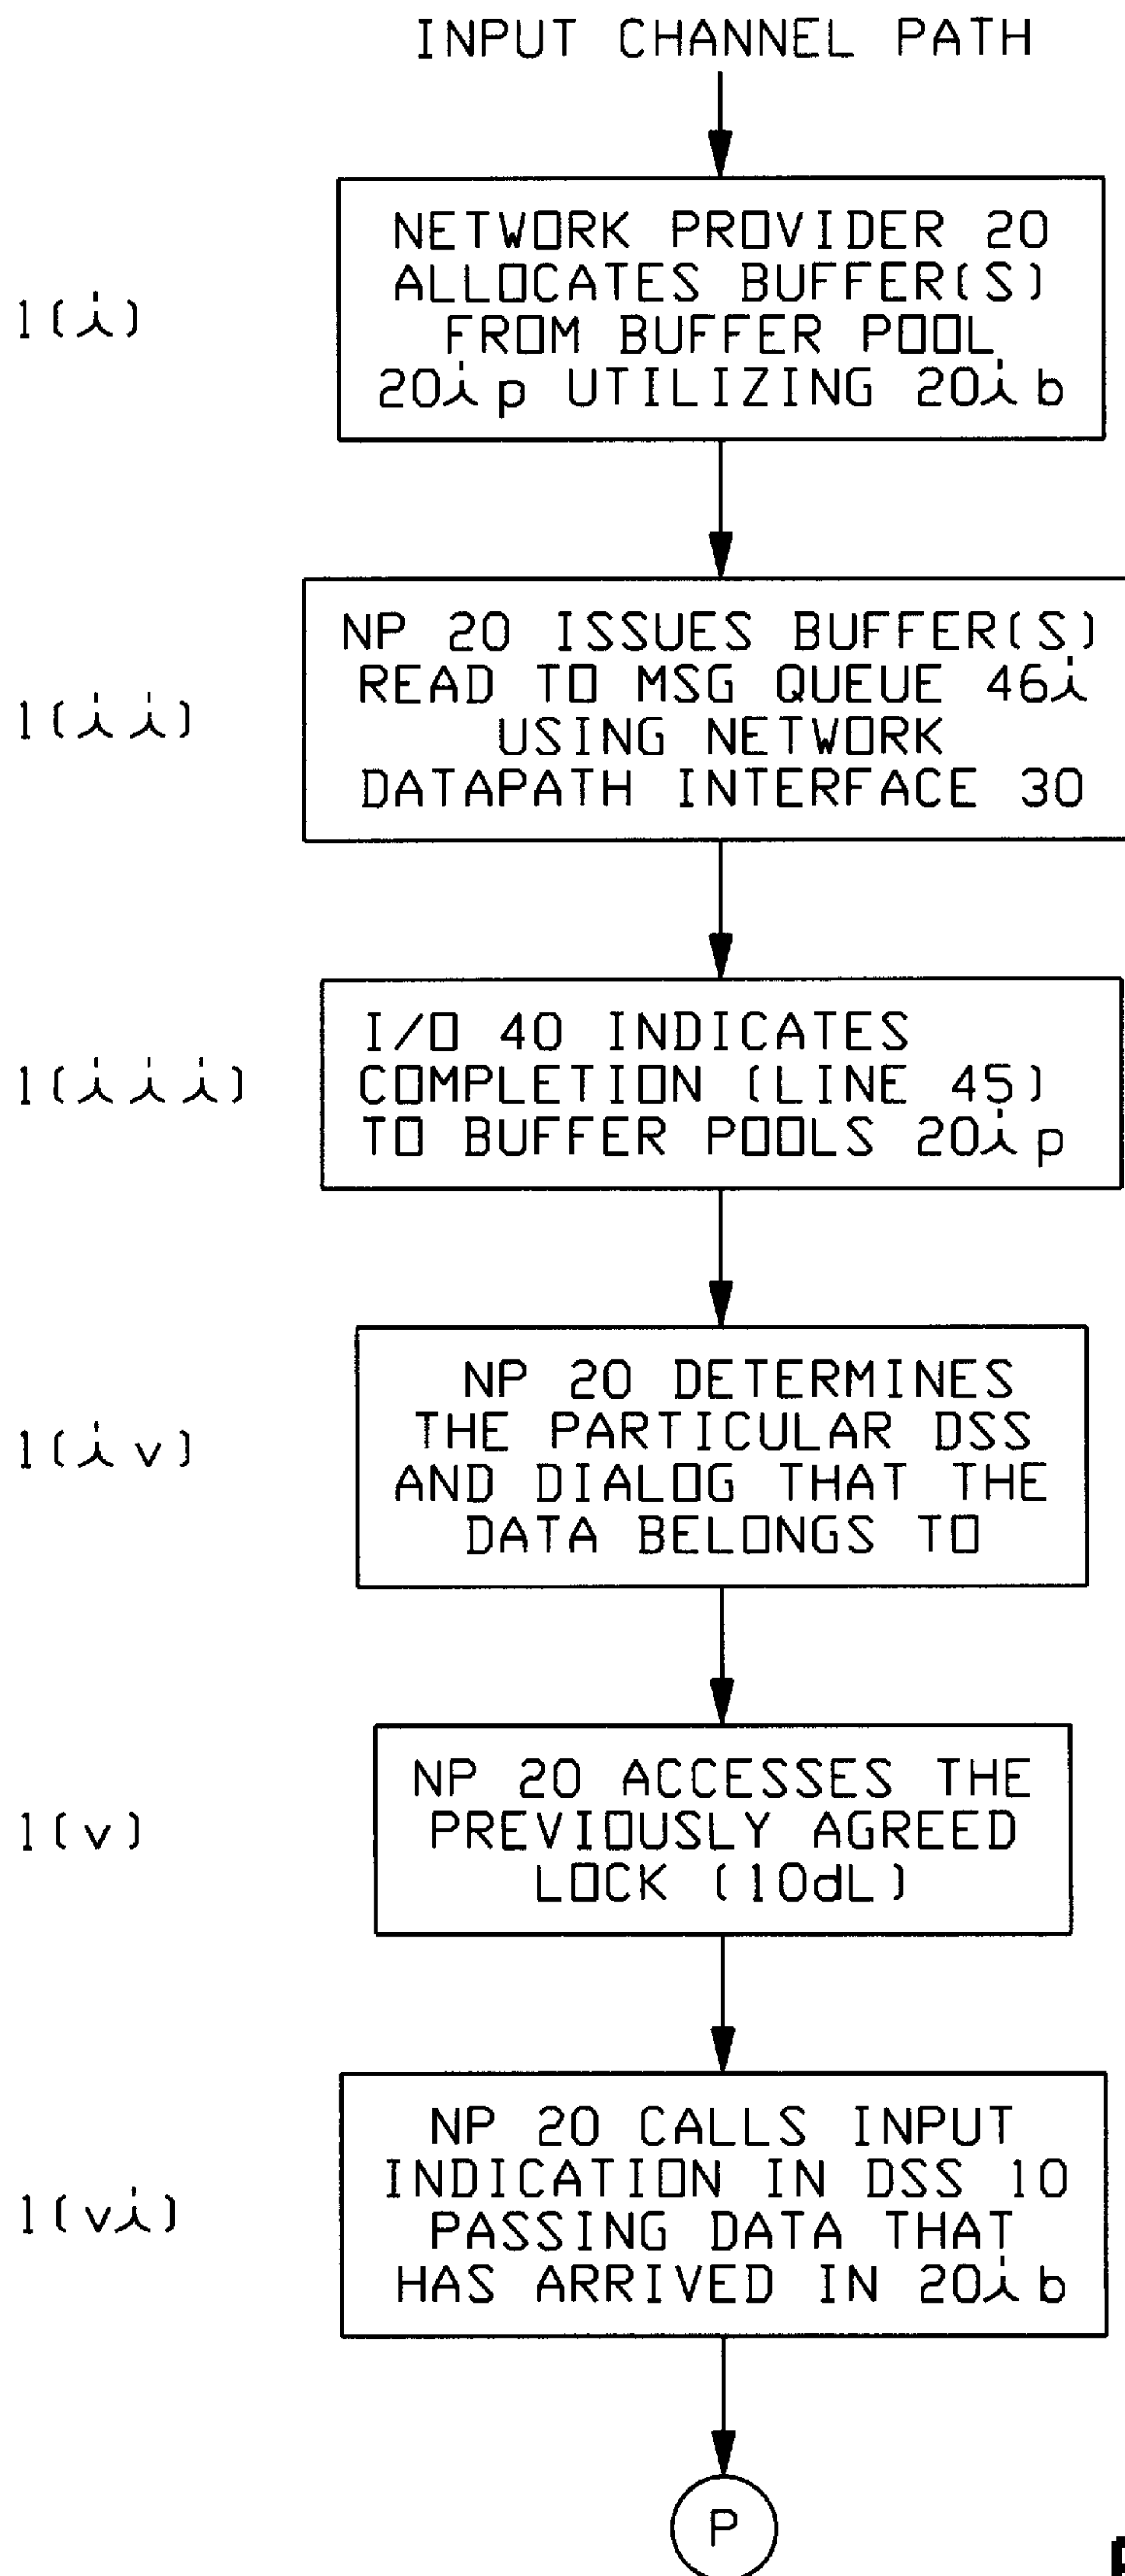 INPUT CHANNEL PATH
1(i)
NETWORK PROVIDER 20
ALLOCATES BUFFER(S)
FROM BUFFER POOL
20ip UTILIZING 20ib
1(ii)
NP 20 ISSUES BUFFER(S)
READ TO MSG QUEUE 46i
USING NETWORK
DATAPATH INTERFACE 30
1(iii)
I/O 40 INDICATES
COMPLETION (LINE 45)
TO BUFFER POOLS 20ip
1(iv)
NP 20 DETERMINES
THE PARTICULAR DSS
AND DIALOG THAT THE
DATA BELONGS TO
1(v)
NP 20 ACCESSES THE
PREVIOUSLY AGREED
LOCK (10dL)
1(vi)
NP 20 CALLS INPUT
INDICATION IN DSS 10
PASSING DATA THAT
HAS ARRIVED IN 20ib
P